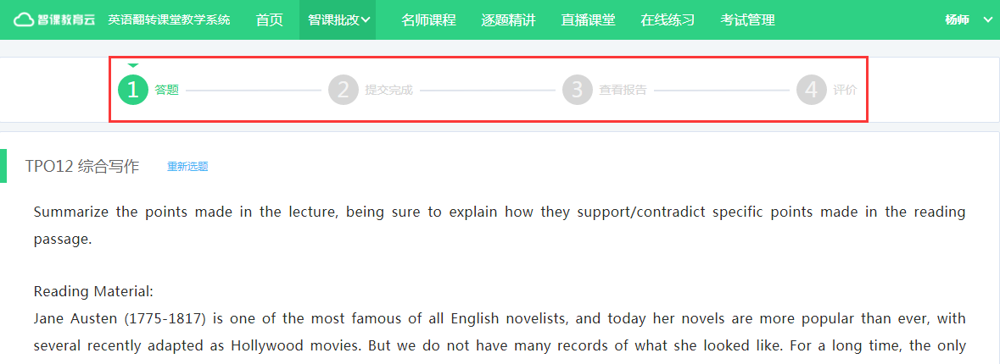 智课教育云 英语翻转课堂教学系统 首页 智课批改 名师课程 逐题精讲 直播课堂 在线练习 考试管理 杨帅
1 答题 2 提交完成 3 查看报告 4 评价
TPO12 综合写作 重新选题
Summarize the points made in the lecture, being sure to explain how they support/contradict specific points made in the reading
passage.
Reading Material:
Jane Austen (1775-1817) is one of the most famous of all English novelists, and today her novels are more popular than ever, with
several recently adapted as Hollywood movies. But we do not have many records of what she looked like. For a long time, the only